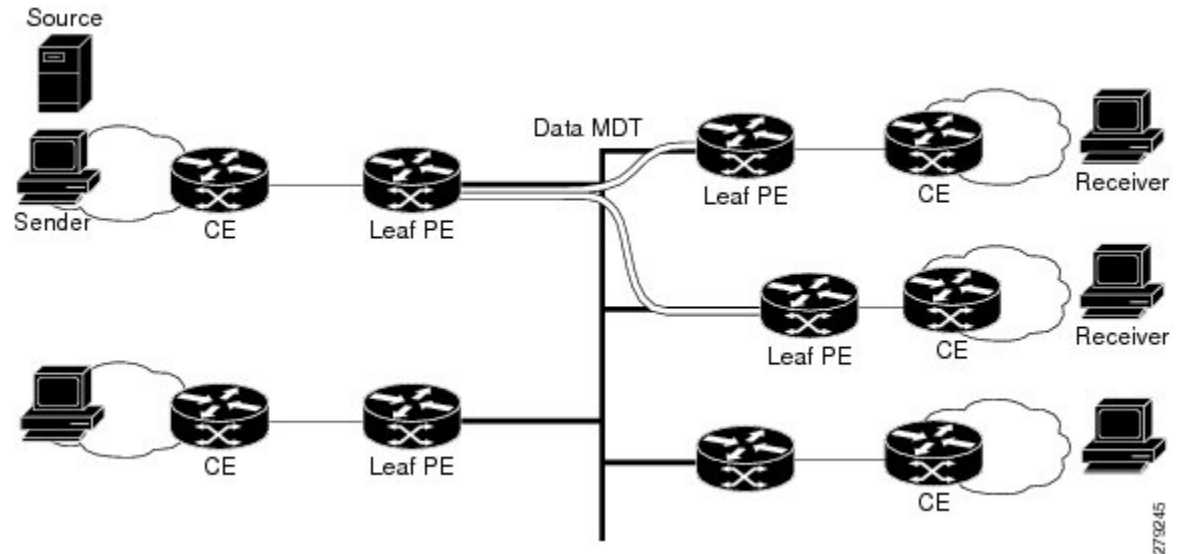 Source
Data MDT
Sender
CE
Leaf PE
Leaf PE
CE
Receiver
Leaf PE
CE
Receiver
CE
Leaf PE
CE
279245